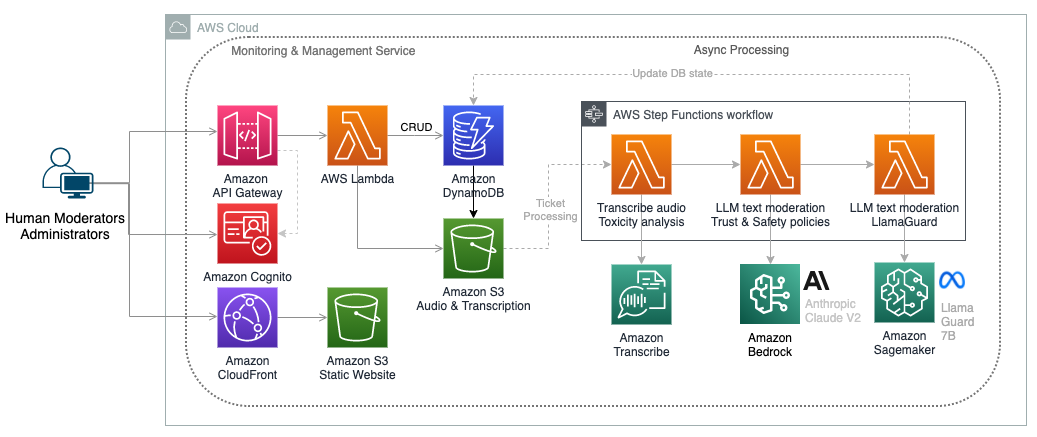 AWS Cloud
Monitoring & Management Service
Async Processing
Update DB state
AWS Step Functions workflow
CRUD
Amazon
API Gateway
AWS Lambda
Amazon
DynamoDB
Ticket
Processing
Transcribe audio
Toxicity analysis
LLM text moderation
Trust & Safety policies
LLM text moderation
LlamaGuard
Human Moderators
Administrators
Amazon Cognito
Amazon S3
Audio & Transcription
Amazon
CloudFront
Amazon S3
Static Website
Amazon
Transcribe
Amazon
Bedrock
AI
Anthropic
Claude V2
Amazon
Sagemaker
Llama
Guard
7B